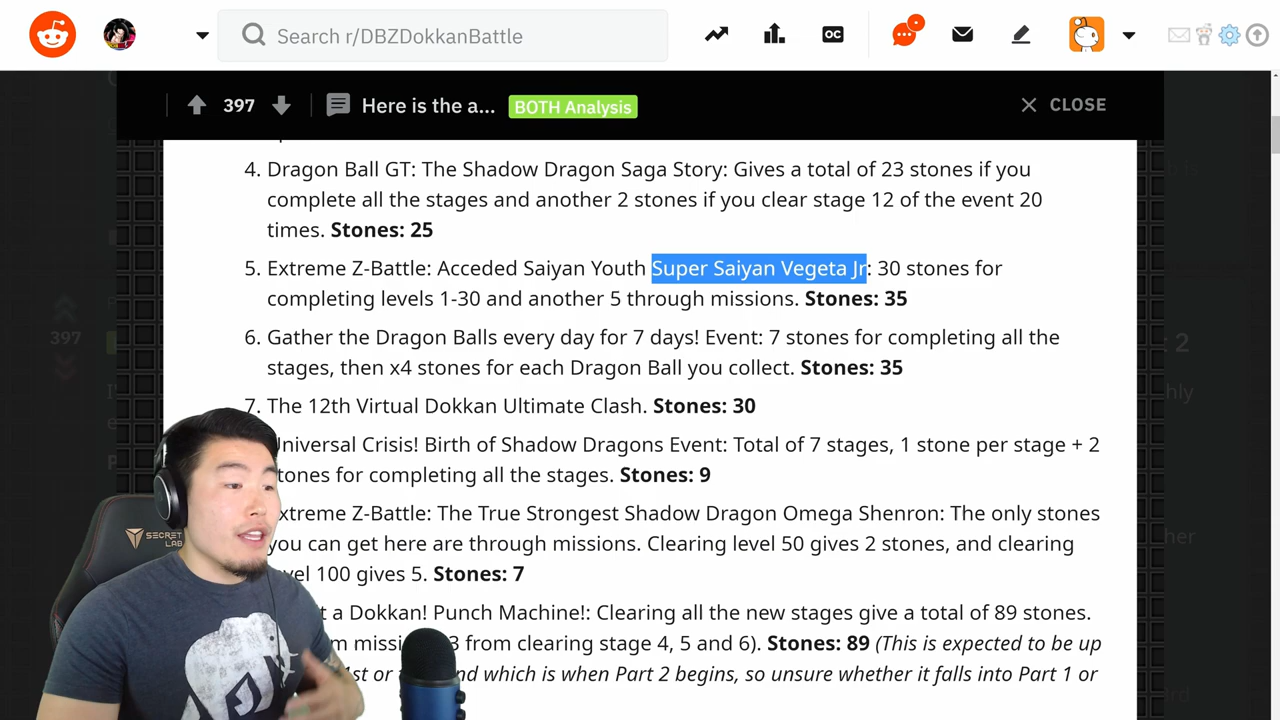 Search r/DBZDokkanBattle
OC
397
Here is the a...
BOTH Analysis
CLOSE
4. Dragon Ball GT: The Shadow Dragon Saga Story: Gives a total of 23 stones if you
complete all the stages and another 2 stones if you clear stage 12 of the event 20
times. Stones: 25
5. Extreme Z-Battle: Acceded Saiyan Youth Super Saiyan Vegeta Jr: 30 stones for
completing levels 1-30 and another 5 through missions. Stones: 35
397
6. Gather the Dragon Balls every day for 7 days! Event: 7 stones for completing all the
2
stages, then x4 stones for each Dragon Ball you collect. Stones: 35
7. The 12th Virtual Dokkan Ultimate Clash. Stones: 30
Universal Crisis! Birth of Shadow Dragons Event: Total of 7 stages, 1 stone per stage + 2
stones for completing all the stages. Stones: 9
Extreme Z-Battle: The True Strongest Shadow Dragon Omega Shenron: The only stones
you can get here are through missions. Clearing level 50 gives 2 stones, and clearing
level 100 gives 5. Stones: 7
t a Dokkan! Punch Machine!: Clearing all the new stages give a total of 89 stones.
m missi 3 from clearing stage 4, 5 and 6). Stones: 89 (This is expected to be up
1st or nd which is when Part 2 begins, so unsure whether it falls into Part 1 or
SECRET
LAB